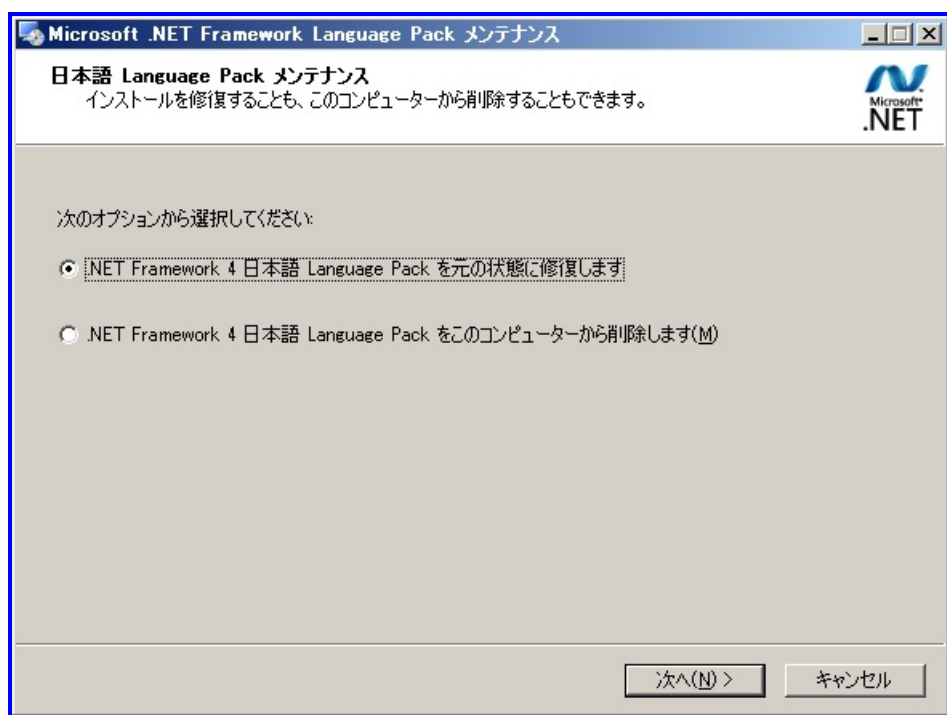 Microsoft .NET Framework Language Pack メンテナンス
日本語 Language Pack メンテナンス
インストールを修復することも、このコンピューターから削除することもできます。
Microsoft
.NET
次のオプションから選択してください:
.NET Framework 4 日本語 Language Pack を元の状態に修復します
.NET Framework 4 日本語 Language Pack をこのコンピューターから削除します(M)
次へ(N) >
キャンセル